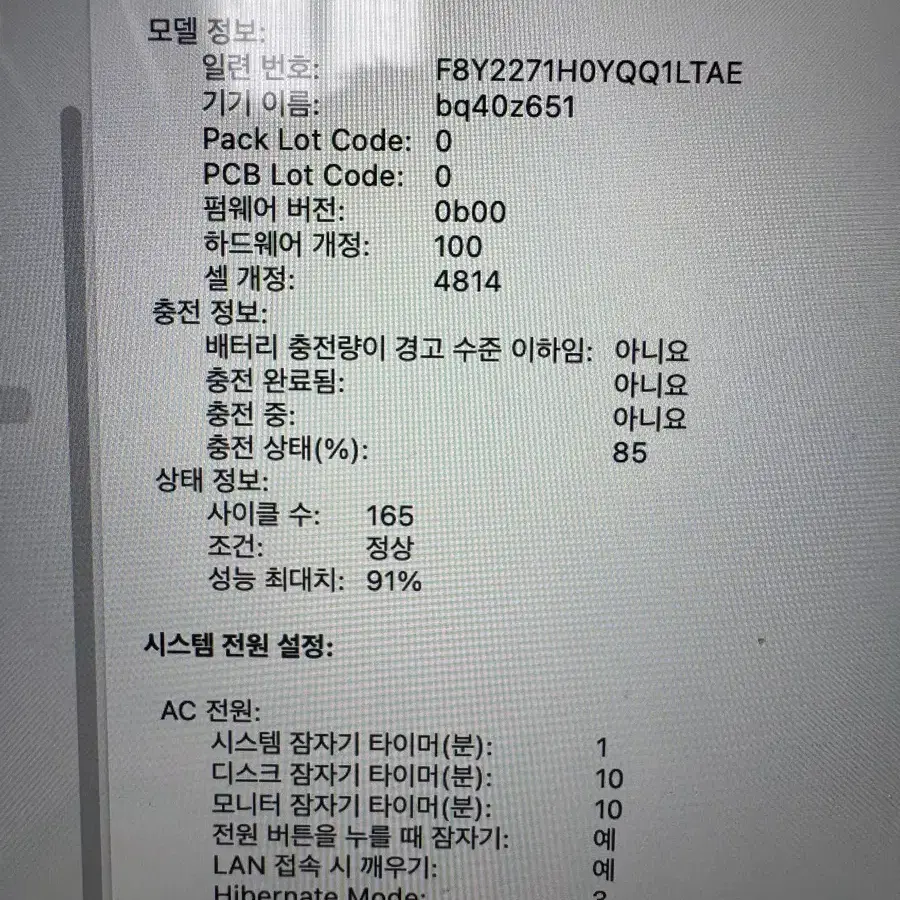 모델 정보:
일련 번호: F8Y2271H0YQQ1LTAE
기기 이름: bq40z651
Pack Lot Code: 0
PCB Lot Code: 0
펌웨어 버전: 0b00
하드웨어 개정: 100
셀 개정: 4814
충전 정보:
배터리 충전량이 경고 수준 이하임: 아니요
충전 완료됨: 아니요
충전 중: 아니요
충전 상태(%): 85
상태 정보:
사이클 수: 165
조건: 정상
성능 최대치: 91%
시스템 전원 설정:
AC 전원:
시스템 잠자기 타이머(분): 1
디스크 잠자기 타이머(분): 10
모니터 잠자기 타이머(분): 10
전원 버튼을 누를 때 잠자기: 예
LAN 접속 시 깨우기: 예
Hibernate Mode: 3